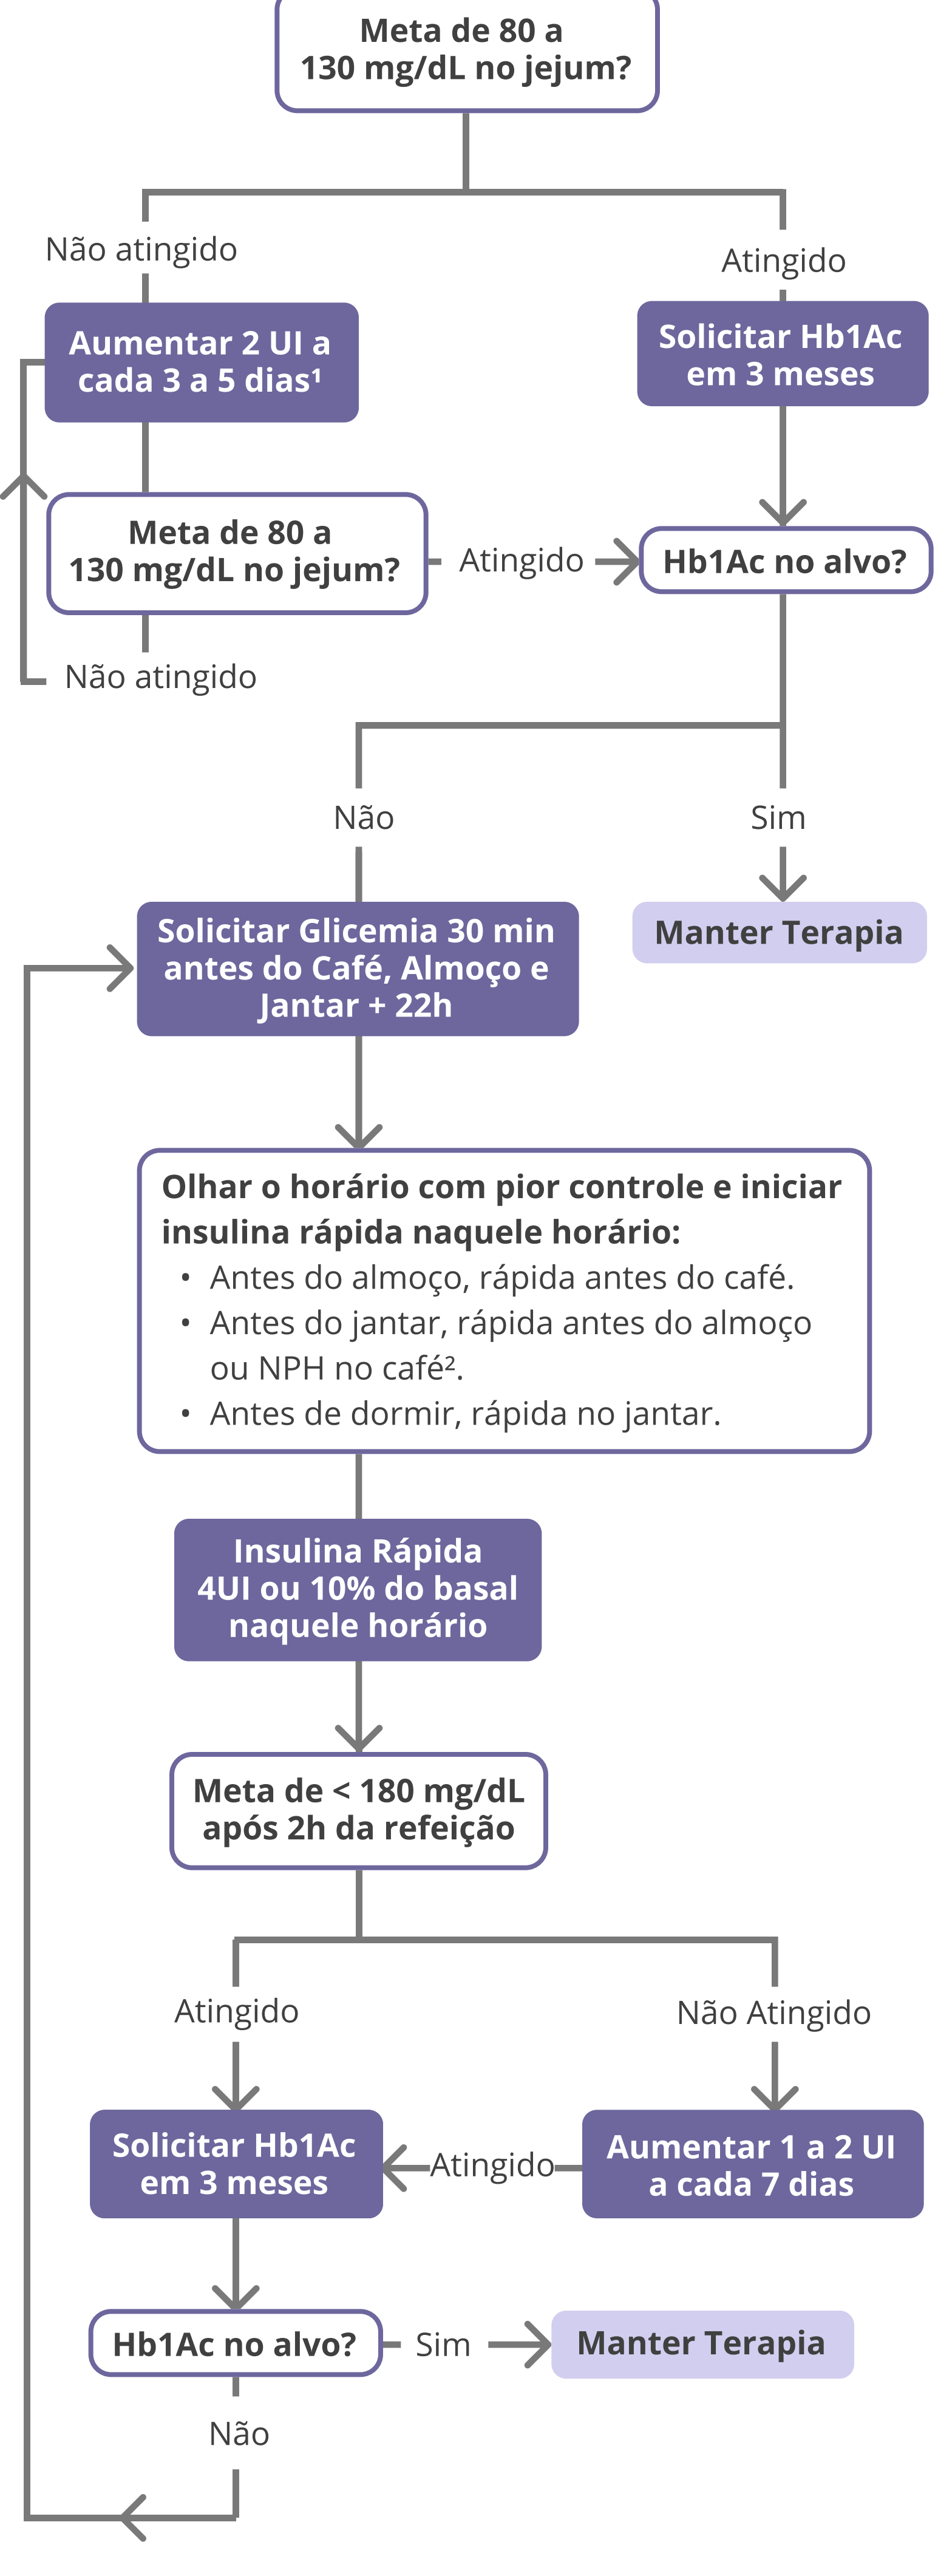 Meta de 80 a
130 mg/dL no jejum?
Não atingido
Atingido
Aumentar 2 UI a
cada 3 a 5 dias¹
Solicitar Hb1Ac
em 3 meses
Meta de 80 a
130 mg/dL no jejum?
Atingido
Hb1Ac no alvo?
Não atingido
Não
Sim
Solicitar Glicemia 30 min
antes do Café, Almoço e
Jantar + 22h
Manter Terapia
Olhar o horário com pior controle e iniciar
insulina rápida naquele horário:
• Antes do almoço, rápida antes do café.
• Antes do jantar, rápida antes do almoço
ou NPH no café².
• Antes de dormir, rápida no jantar.
Insulina Rápida
4UI ou 10% do basal
naquele horário
Meta de < 180 mg/dL
após 2h da refeição
Atingido
Não Atingido
Solicitar Hb1Ac
em 3 meses
Atingido
Aumentar 1 a 2 UI
a cada 7 dias
Hb1Ac no alvo?
Sim
Manter Terapia
Não